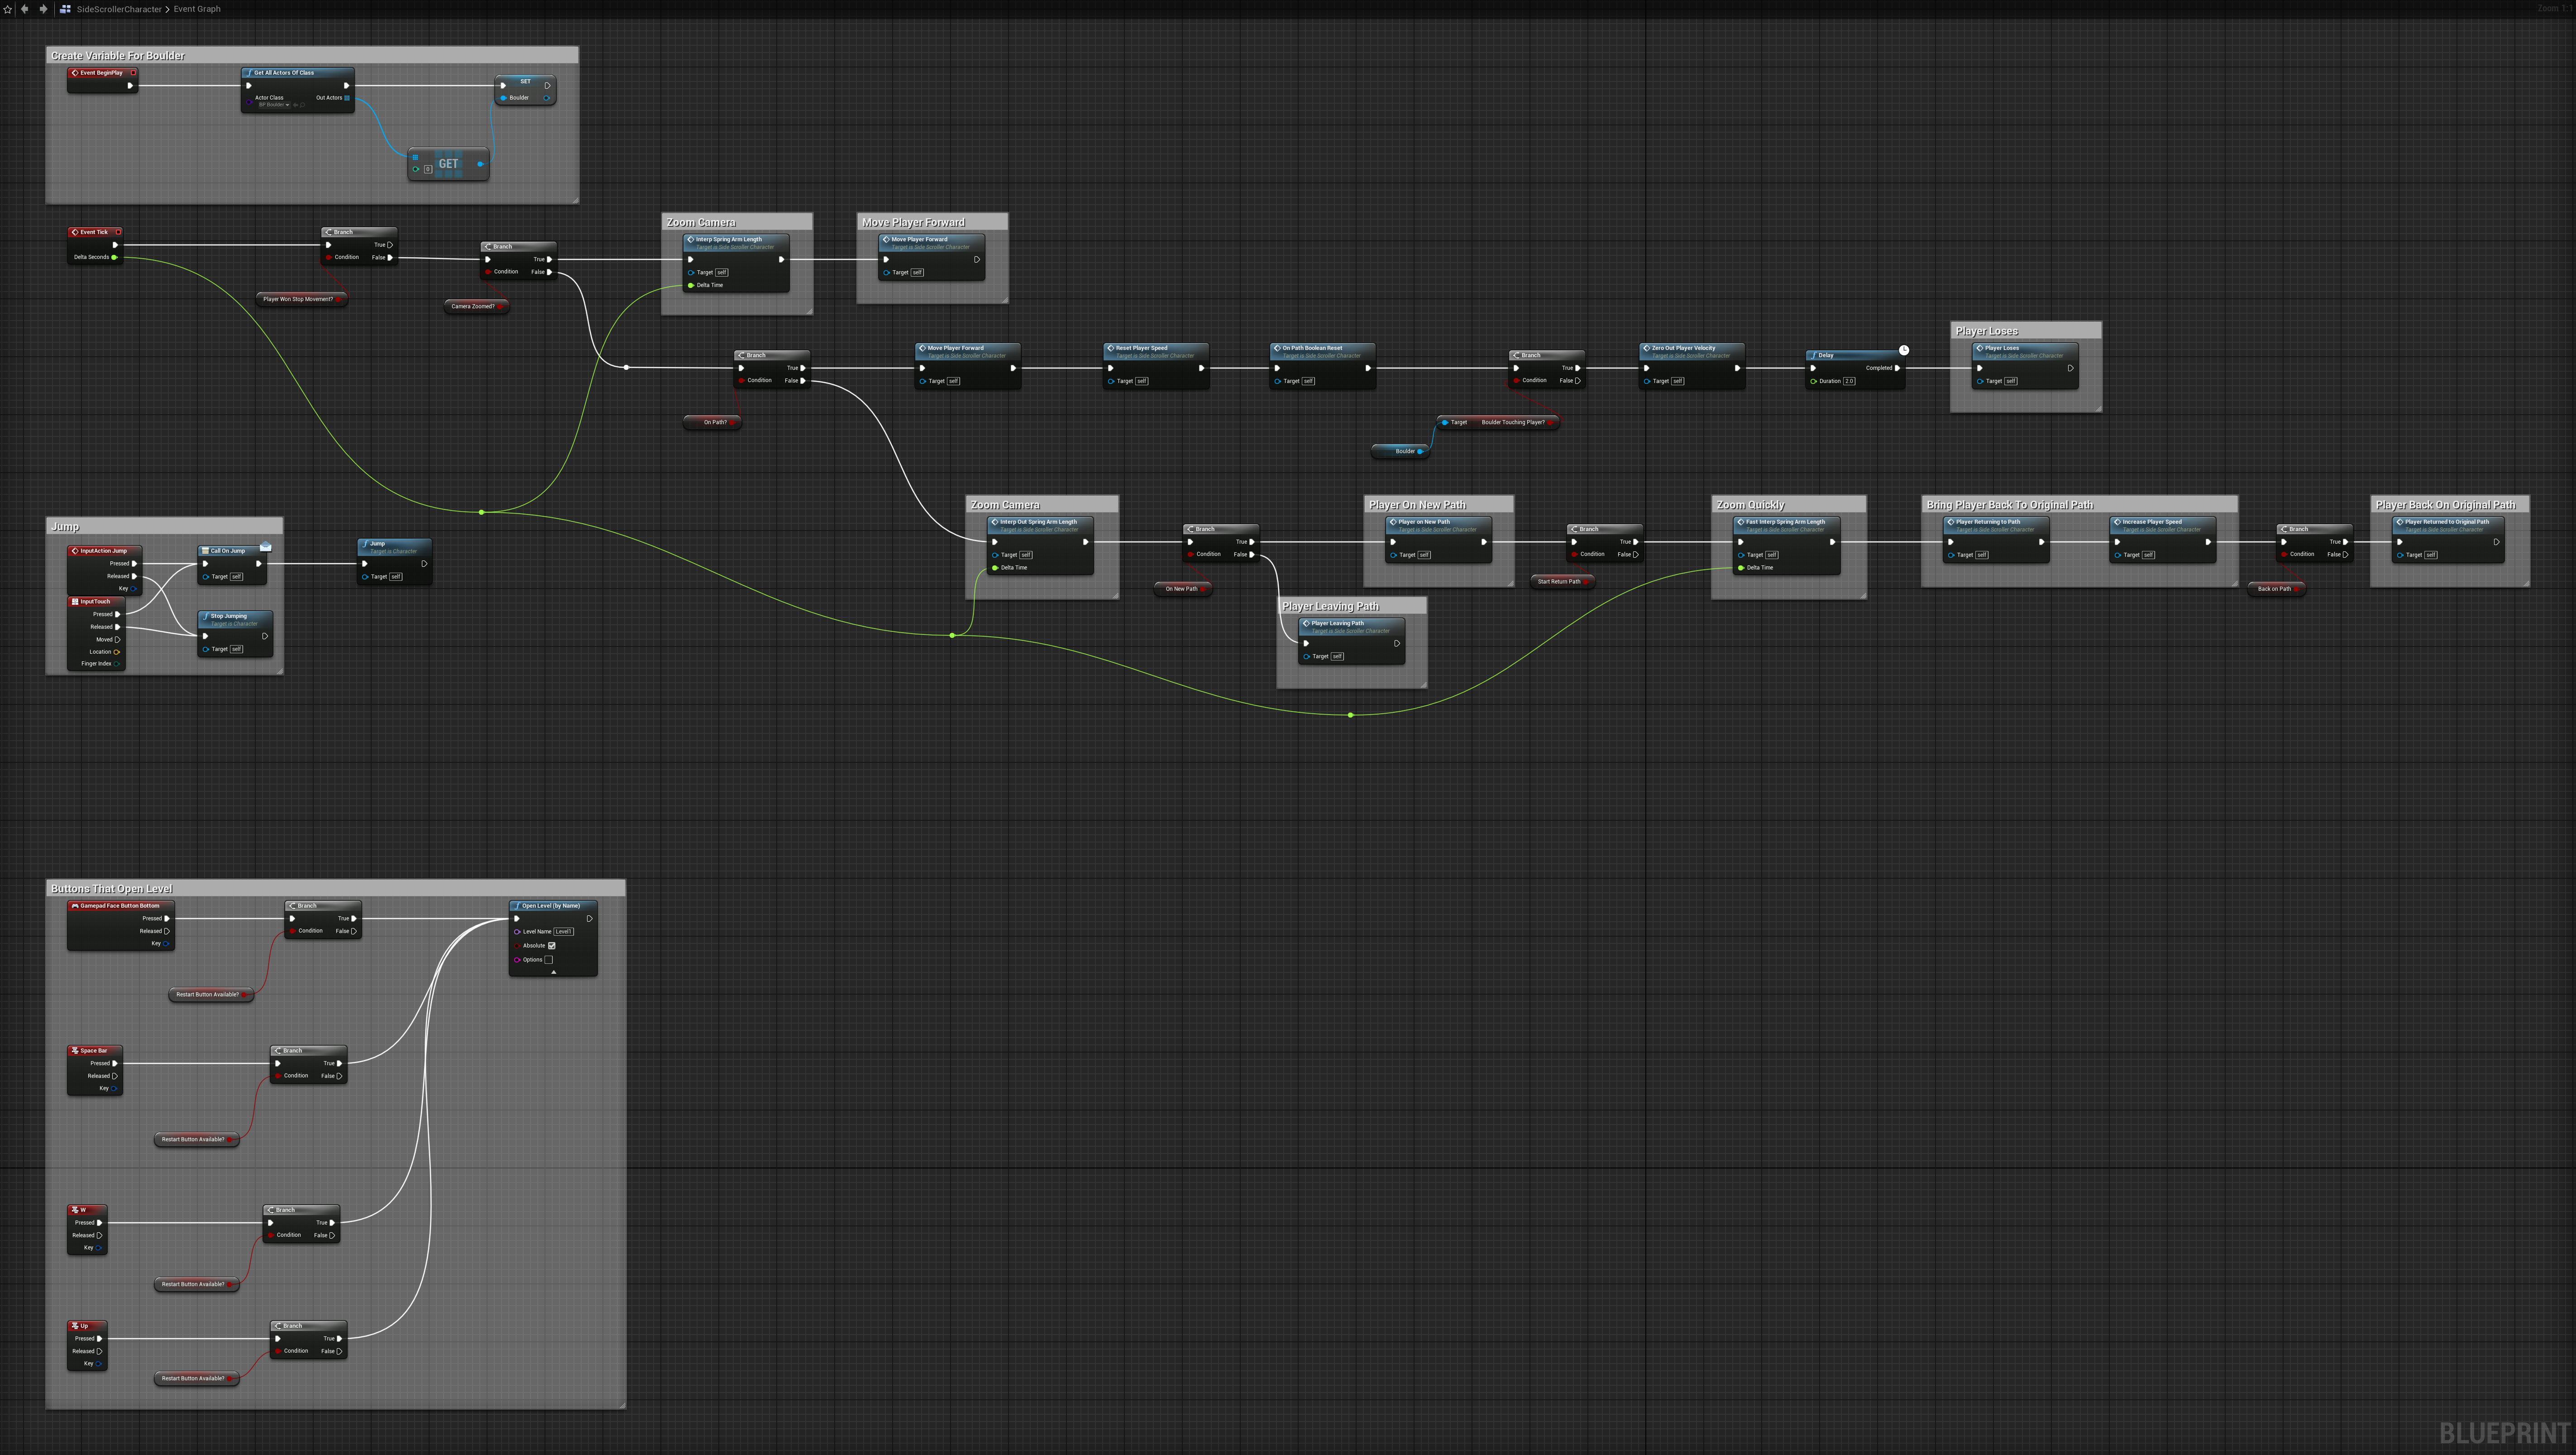 SideScrollerCharacter > Event Graph
Zoom 1:1
Create Variable For Boulder
Event BeginPlay
Get All Actors Of Class
Actor Class
BP Boulder
Out Actors
SET
Boulder
GET
0
Event Tick
Delta Seconds
Branch
True
Condition
False
Player Won Stop Movement?
Branch
True
Condition
False
Camera Zoomed?
Zoom Camera
Interp Spring Arm Length
Target is Side Scroller Character
Target self
Delta Time
Move Player Forward
Move Player Forward
Target is Side Scroller Character
Target self
Branch
True
Condition
False
On Path?
Move Player Forward
Target is Side Scroller Character
Target self
Reset Player Speed
Target is Side Scroller Character
Target self
On Path Boolean Reset
Target is Side Scroller Character
Target self
Branch
True
Condition
False
Target
Boulder Touching Player?
Boulder
Zero Out Player Velocity
Target is Side Scroller Character
Target self
Delay
Completed
Duration 2.0
Player Loses
Player Loses
Target is Side Scroller Character
Target self
Zoom Camera
Interp Out Spring Arm Length
Target is Side Scroller Character
Target self
Delta Time
Branch
True
Condition
False
On New Path
Player On New Path
Player on New Path
Target is Side Scroller Character
Target self
Player Leaving Path
Player Leaving Path
Target is Side Scroller Character
Target self
Branch
True
Condition
False
Start Return Path
Zoom Quickly
Fast Interp Spring Arm Length
Target is Side Scroller Character
Target self
Delta Time
Bring Player Back To Original Path
Player Returning to Path
Target is Side Scroller Character
Target self
Increase Player Speed
Target is Side Scroller Character
Target self
Branch
True
Condition
False
Back on Path
Player Back On Original Path
Player Returned to Original Path
Target is Side Scroller Character
Target self
Jump
InputAction Jump
Pressed
Released
Key
InputTouch
Pressed
Released
Moved
Location
Finger Index
Call On Jump
Target self
Stop Jumping
Target is Character
Target self
Jump
Target is Character
Target self
Buttons That Open Level
Gamepad Face Button Bottom
Pressed
Released
Key
Branch
True
Condition
False
Restart Button Available?
Open Level (by Name)
Level Name Level1
Absolute
Options
Space Bar
Pressed
Released
Key
Branch
True
Condition
False
Restart Button Available?
W
Pressed
Released
Key
Branch
True
Condition
False
Restart Button Available?
Up
Pressed
Released
Key
Branch
True
Condition
False
Restart Button Available?
BLUEPRINT